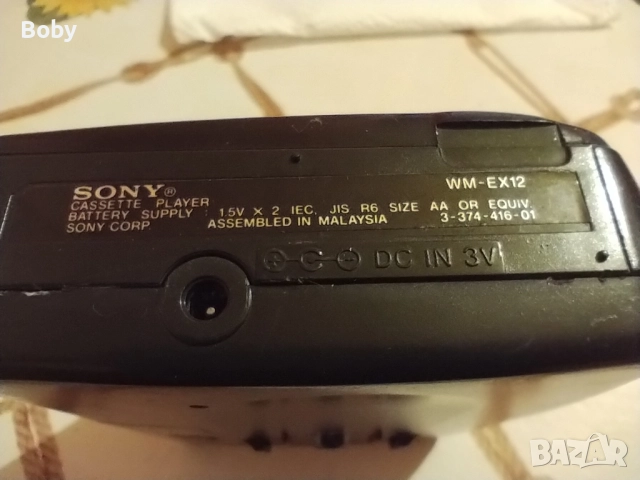 Boby
SONY®
WM-EX12
CASSETTE PLAYER
BATTERY SUPPLY : 1.5V X 2 IEC, JIS R6 SIZE AA OR EQUIV.
SONY CORP. ASSEMBLED IN MALAYSIA 3-374-416-01
DC IN 3V
BAZAR